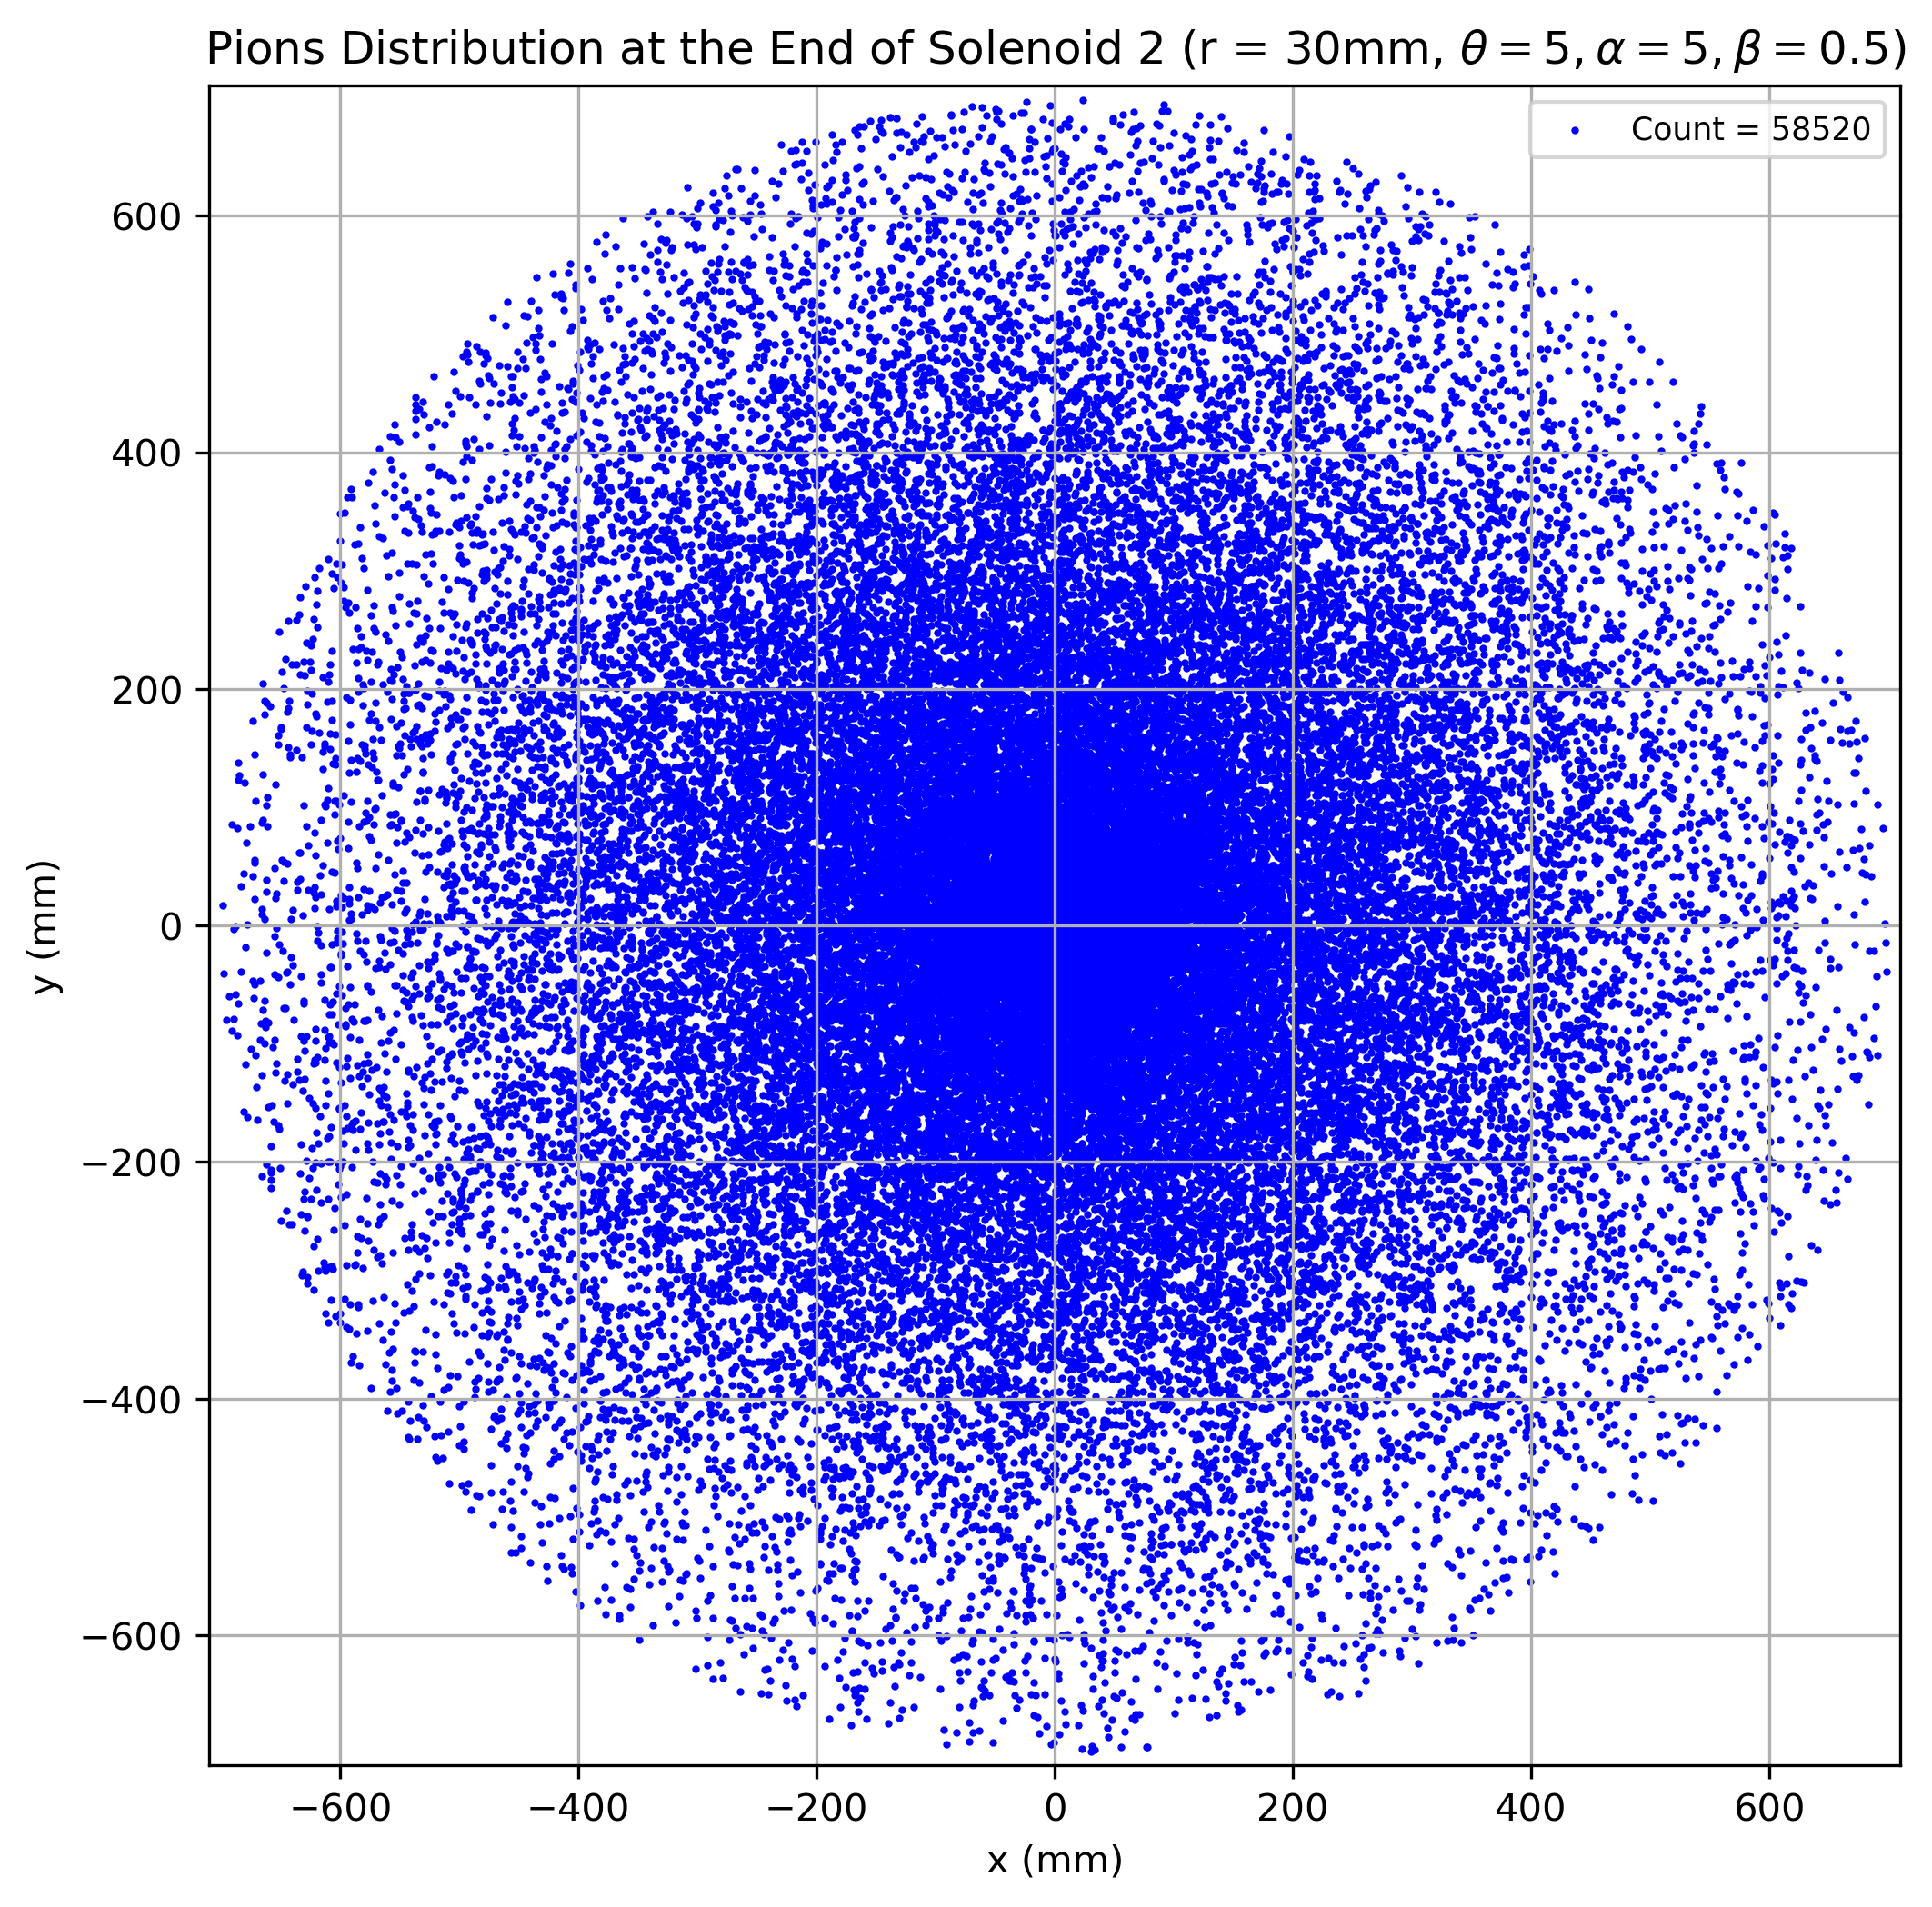 Pions Distribution at the End of Solenoid 2 (r = 30mm, θ = 5, α = 5, β = 0.5)
Count = 58520
600
400
200
0
−200
−400
−600
y (mm)
−600 −400 −200 0 200 400 600
x (mm)